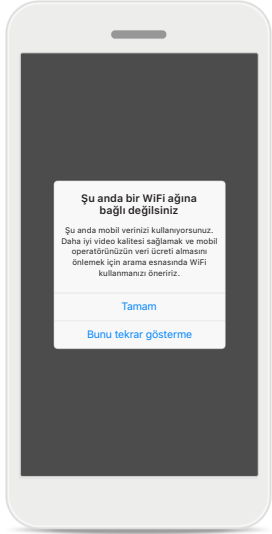 Şu anda bir WiFi ağına
bağlı değilsiniz
Şu anda mobil verinizi kullanıyorsunuz.
Daha iyi video kalitesi sağlamak ve mobil
operatörünüzün veri ücreti almasını
önlemek için arama esnasında WiFi
kullanmanızı öneririz.
Tamam
Bunu tekrar gösterme